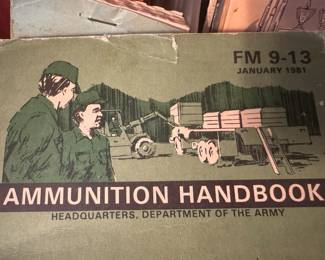 FM 9-13
JANUARY 1981
AMMUNITION HANDBOOK
HEADQUARTERS, DEPARTMENT OF THE ARMY